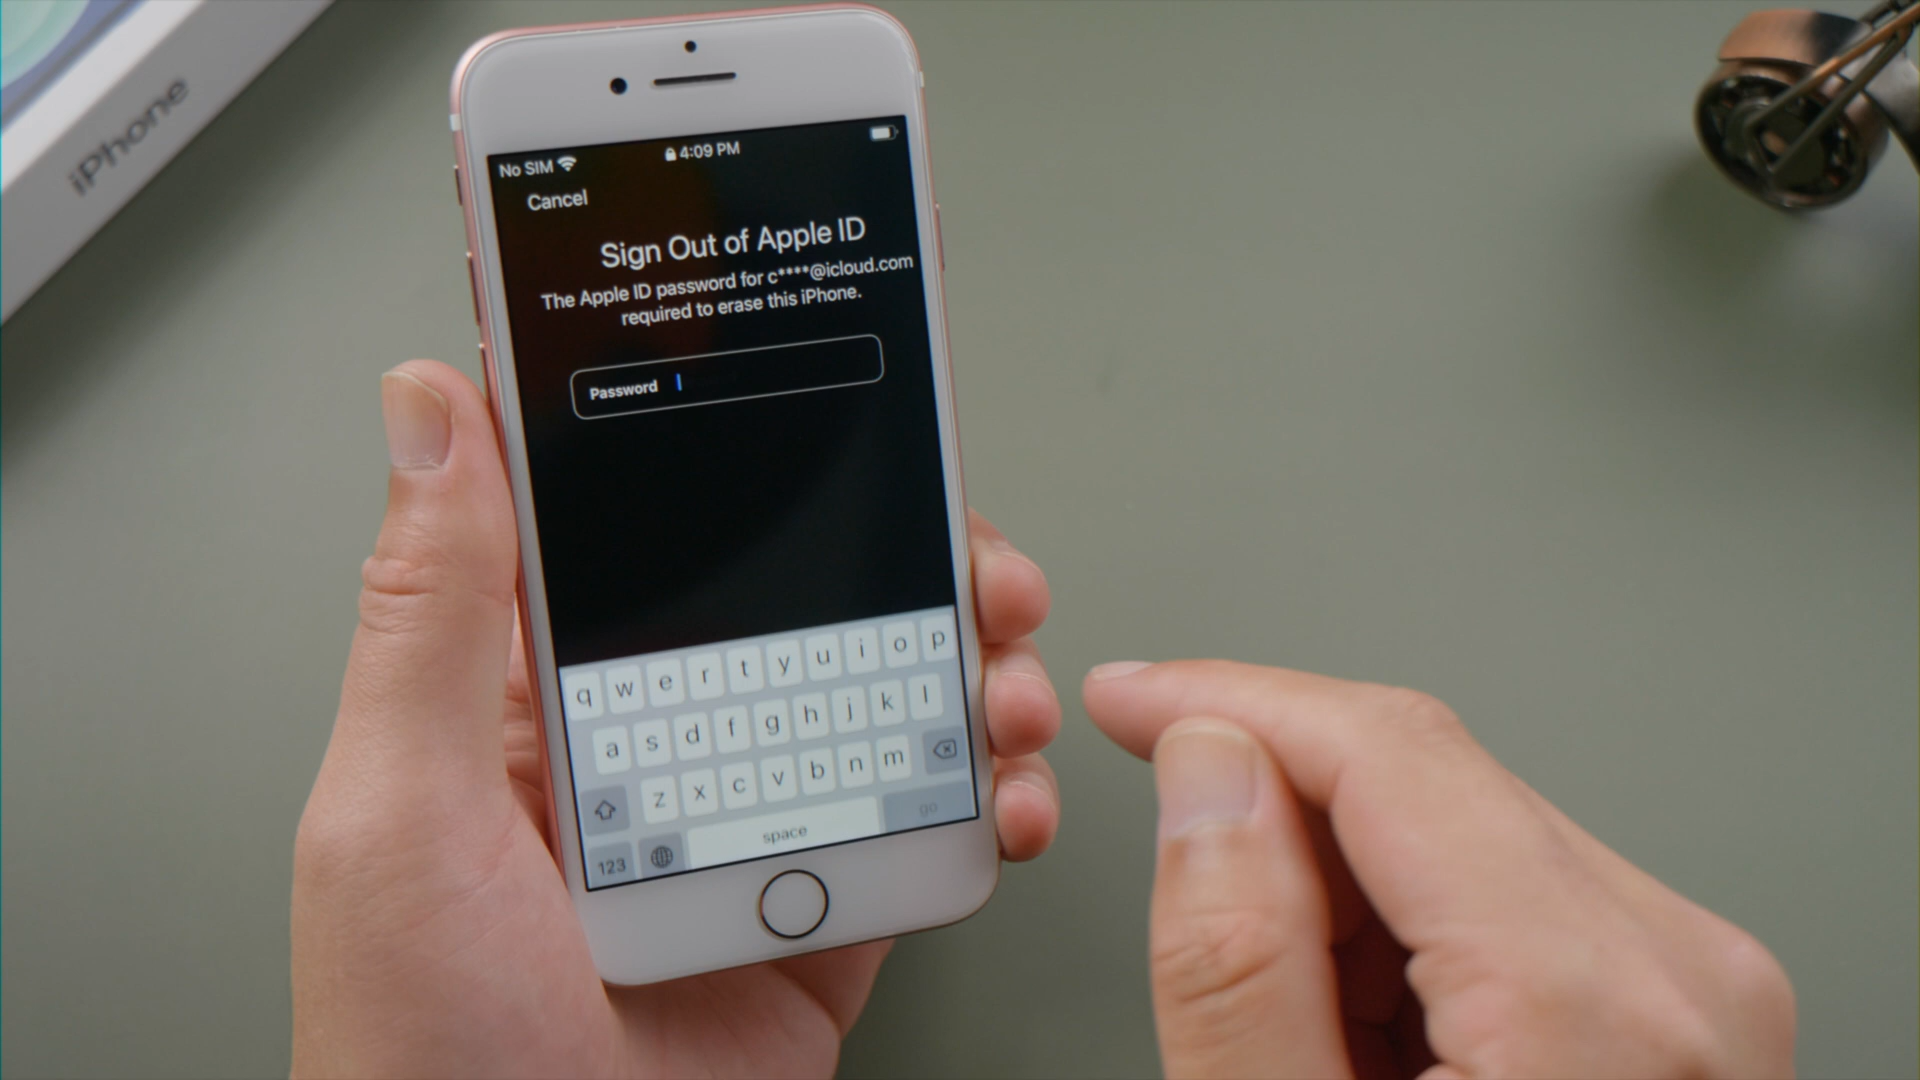 iPhone
No SIM 4:09 PM
Cancel
Sign Out of Apple ID
The Apple ID password for c****@icloud.com
required to erase this iPhone.
Password
q w e r t y u i o p
a s d f g h j k l
z x c v b n m
123 space go